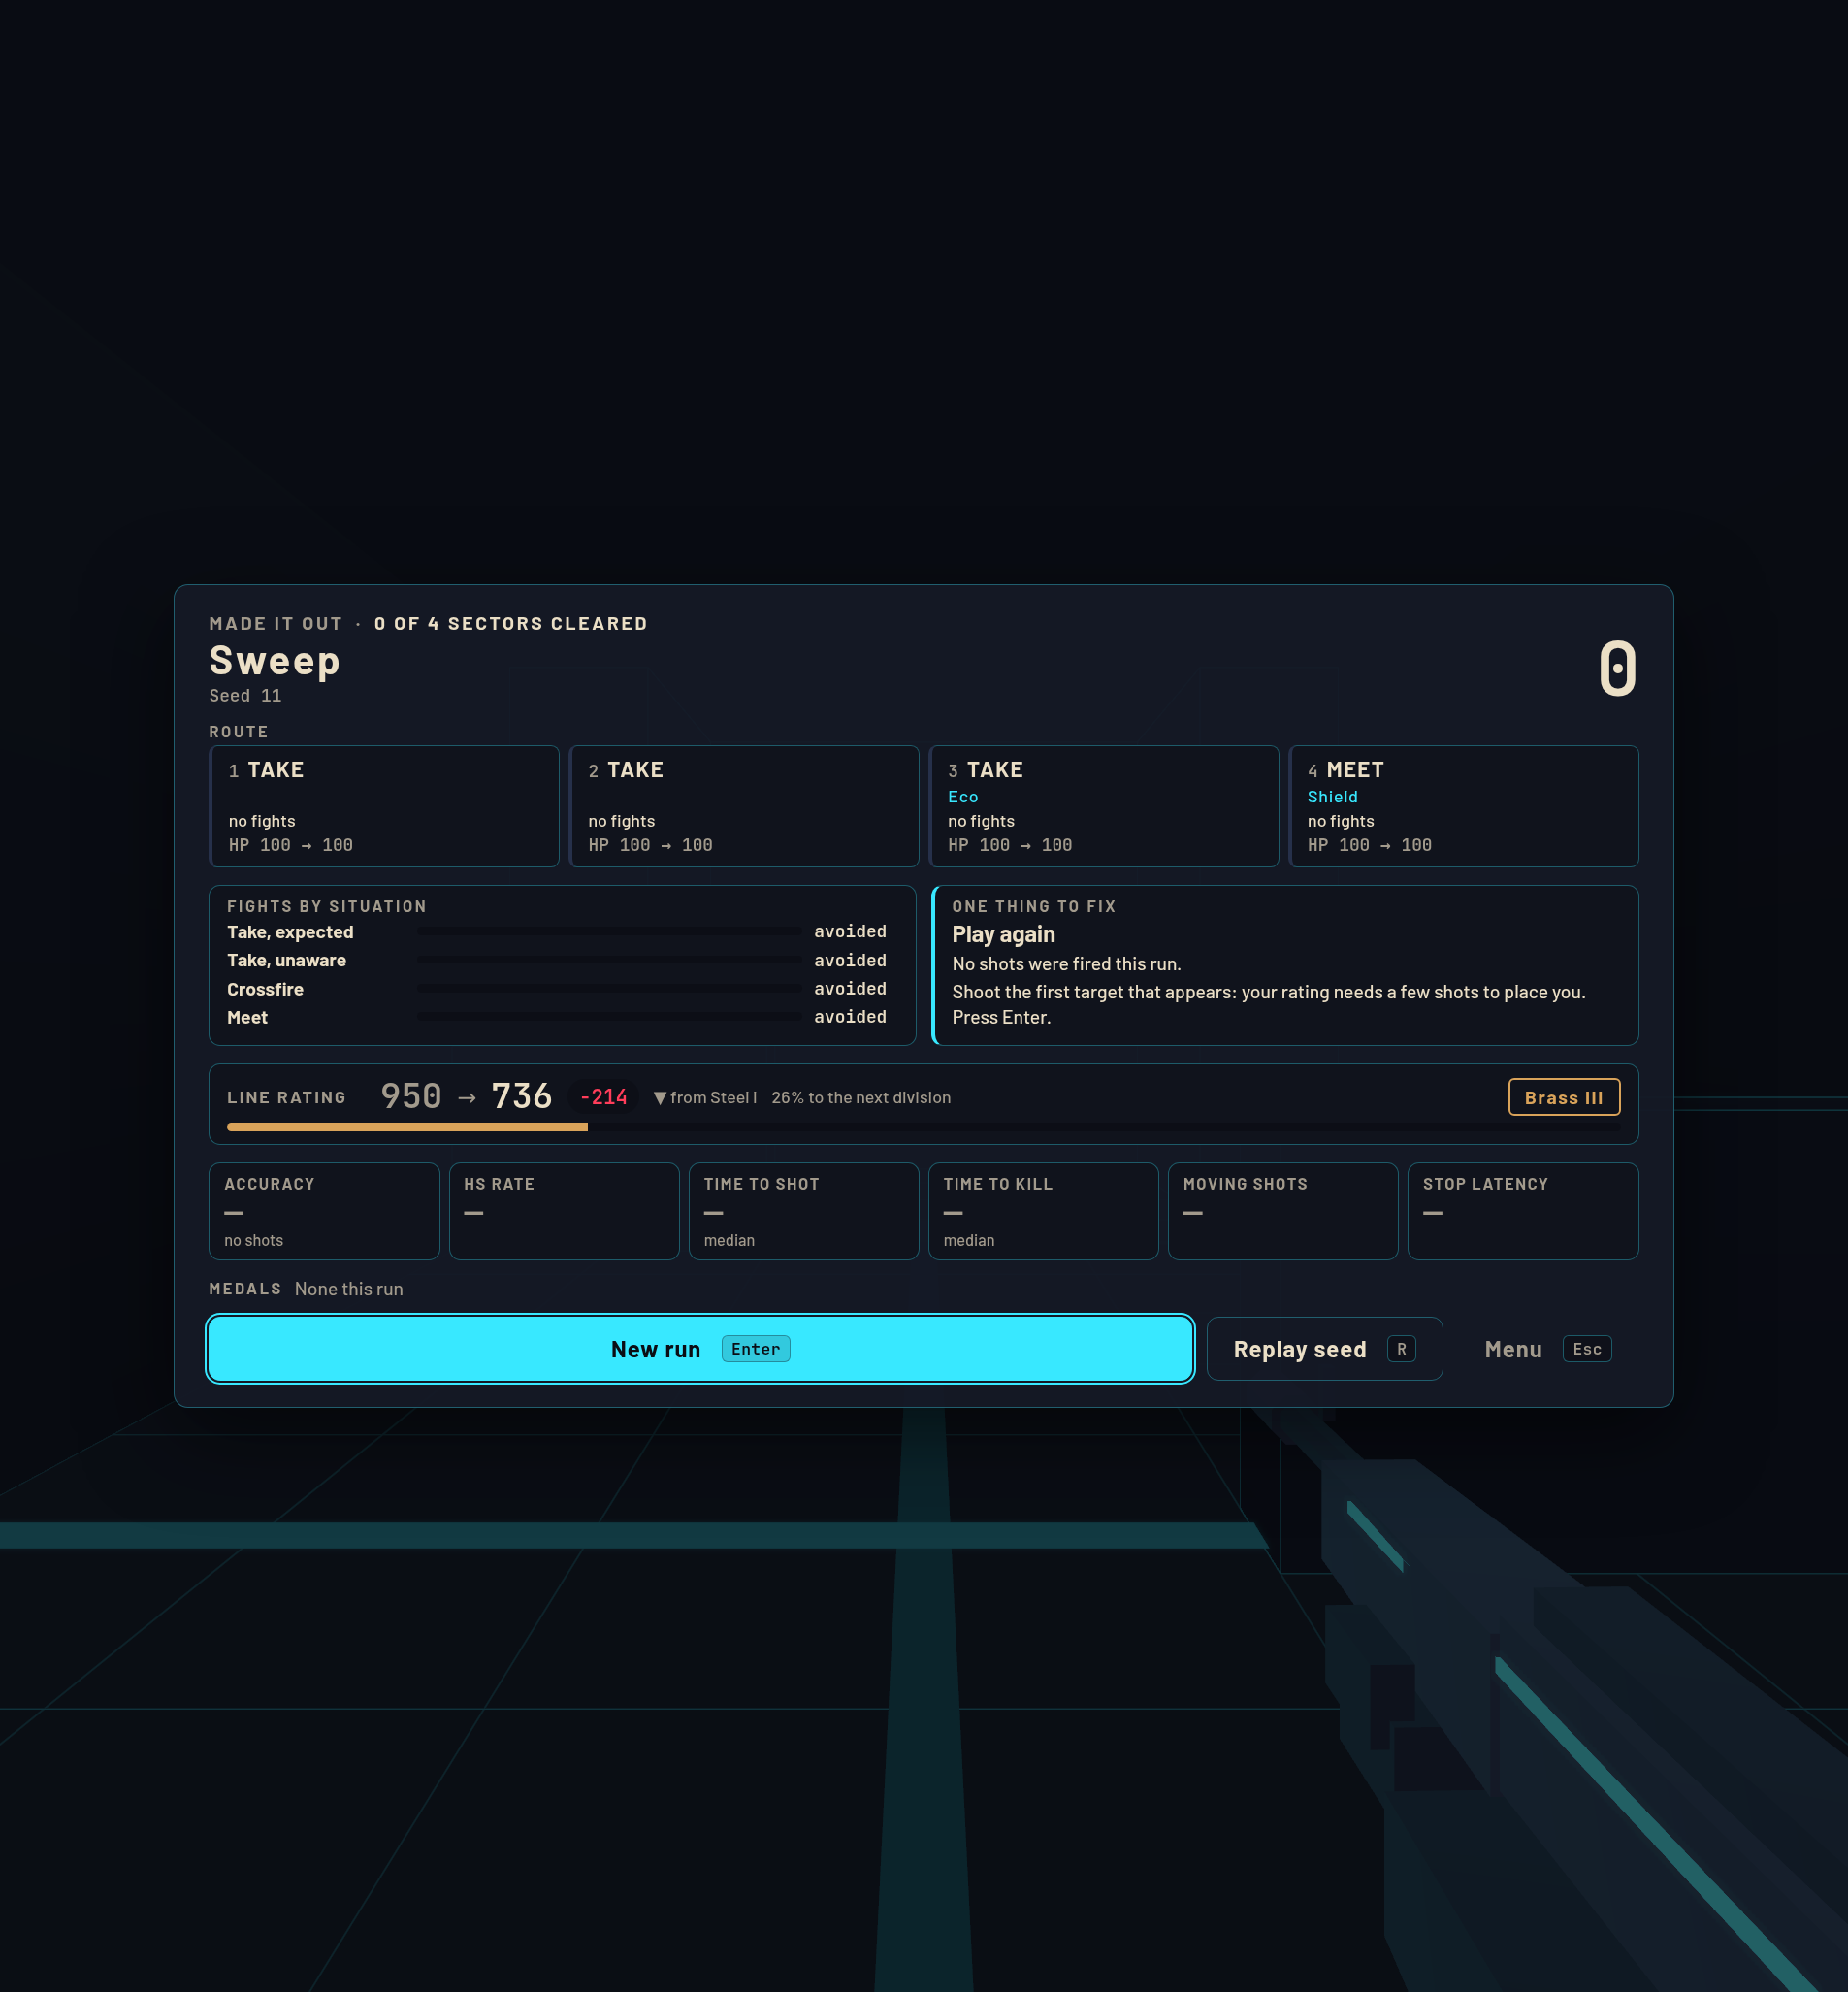 MADE IT OUT · 0 OF 4 SECTORS CLEARED
Sweep
Seed 11
0
ROUTE
1 TAKE
no fights
HP 100 → 100
2 TAKE
no fights
HP 100 → 100
3 TAKE
Eco
no fights
HP 100 → 100
4 MEET
Shield
no fights
HP 100 → 100
FIGHTS BY SITUATION
Take, expected avoided
Take, unaware avoided
Crossfire avoided
Meet avoided
ONE THING TO FIX
Play again
No shots were fired this run.
Shoot the first target that appears: your rating needs a few shots to place you.
Press Enter.
LINE RATING 950 → 736 -214 ▼ from Steel I 26% to the next division Brass III
ACCURACY
—
no shots
HS RATE
—
TIME TO SHOT
—
median
TIME TO KILL
—
median
MOVING SHOTS
—
STOP LATENCY
—
MEDALS None this run
New run Enter
Replay seed R
Menu Esc